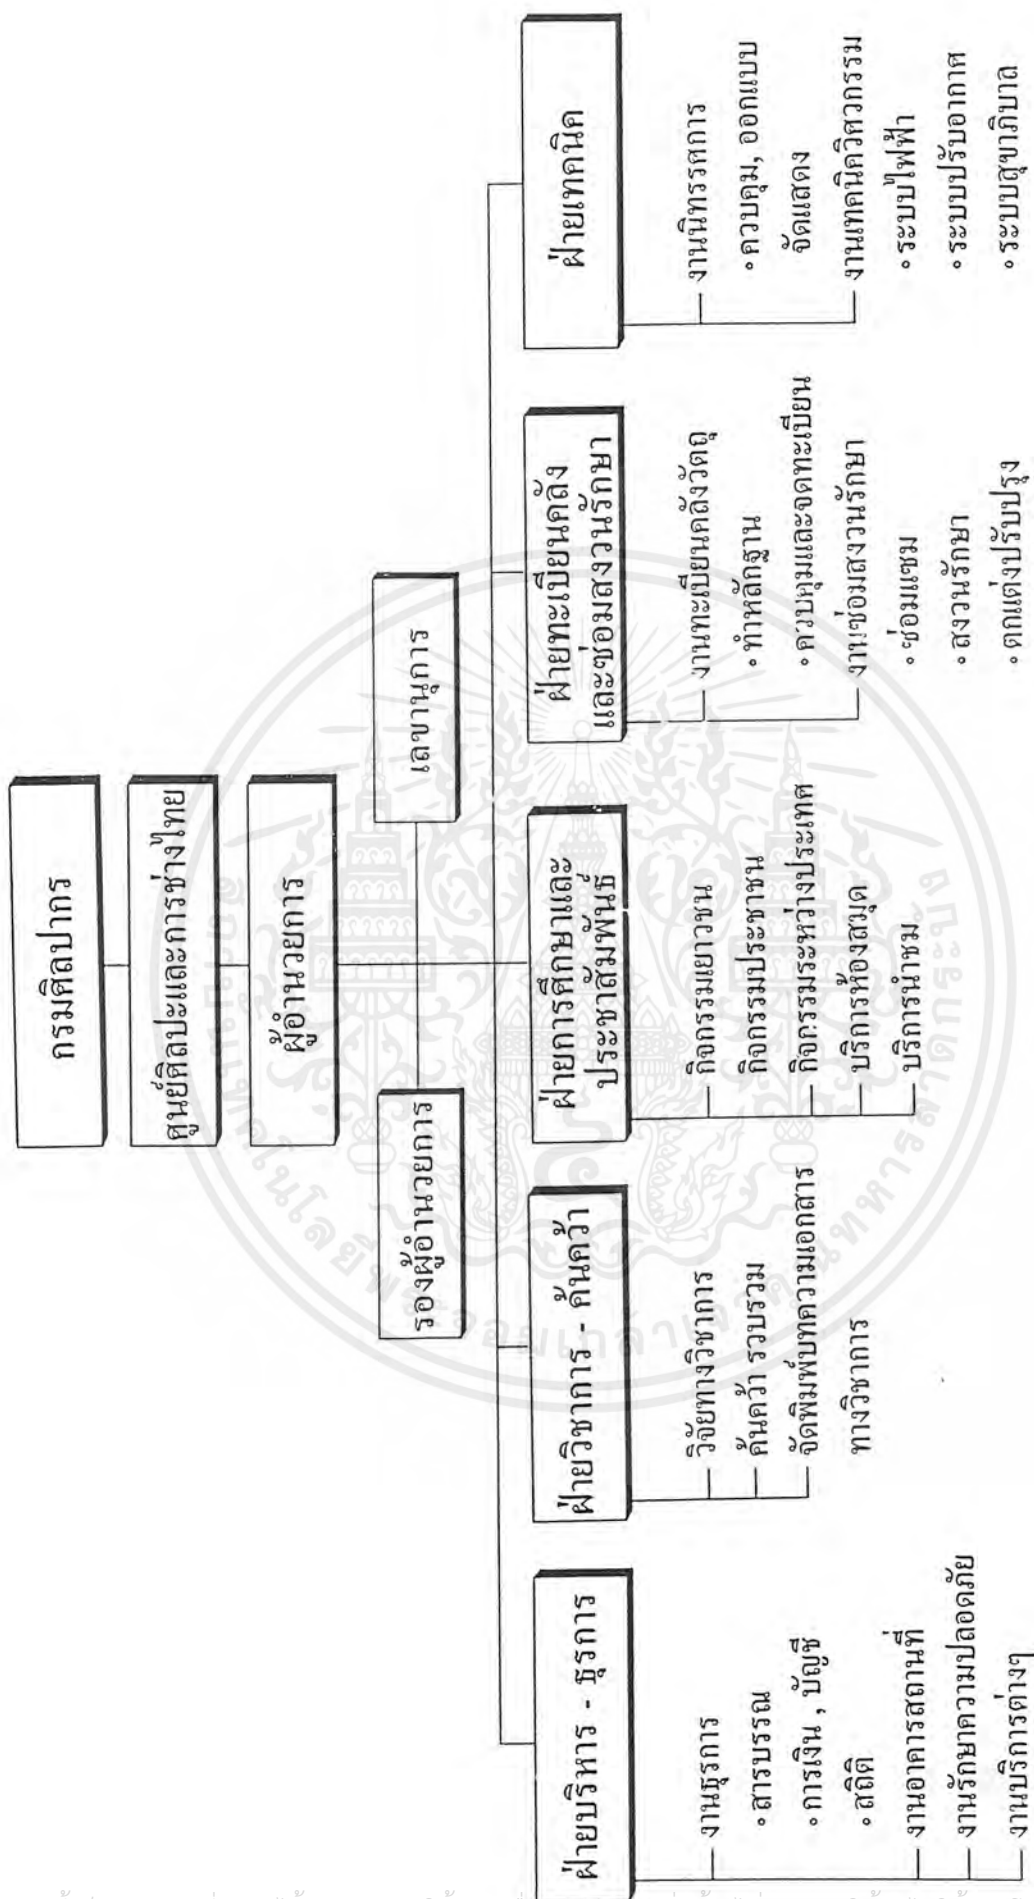 กรมศิลปากร
ศูนย์ศิลปะและการช่างไทย
ผู้อำนวยการ
รองผู้อำนวยการ
เลขานุการ
ฝ่ายบริหาร - ธุรการ
งานธุรการ
∘ สารบรรณ
∘ การเงิน , บัญชี
∘ สถิติ
งานอาคารสถานที่
งานรักษาความปลอดภัย
งานบริการต่างๆ
ฝ่ายวิชาการ - ค้นคว้า
วิจัยทางวิชาการ
ค้นคว้า รวบรวม
จัดพิมพ์บทความเอกสาร
ทางวิชาการ
ฝ่ายการศึกษาและ
ประชาสัมพันธ์
กิจกรรมเยาวชน
กิจกรรมประชาชน
กิจกรรมระหว่างประเทศ
บริการห้องสมุด
บริการนำชม
ฝ่ายทะเบียนคลัง
และซ่อมสงวนรักษา
งานทะเบียนคลังวัตถุ
∘ ทำหลักฐาน
∘ ควบคุมและจดทะเบียน
งานซ่อมสงวนรักษา
∘ ซ่อมแซม
∘ สงวนรักษา
∘ ตกแต่งปรับปรุง
ฝ่ายเทคนิค
งานนิทรรศการ
∘ ควบคุม, ออกแบบ
จัดแสดง
งานเทคนิควิศวกรรม
∘ ระบบไฟฟ้า
∘ ระบบปรับอากาศ
∘ ระบบสุขาภิบาล